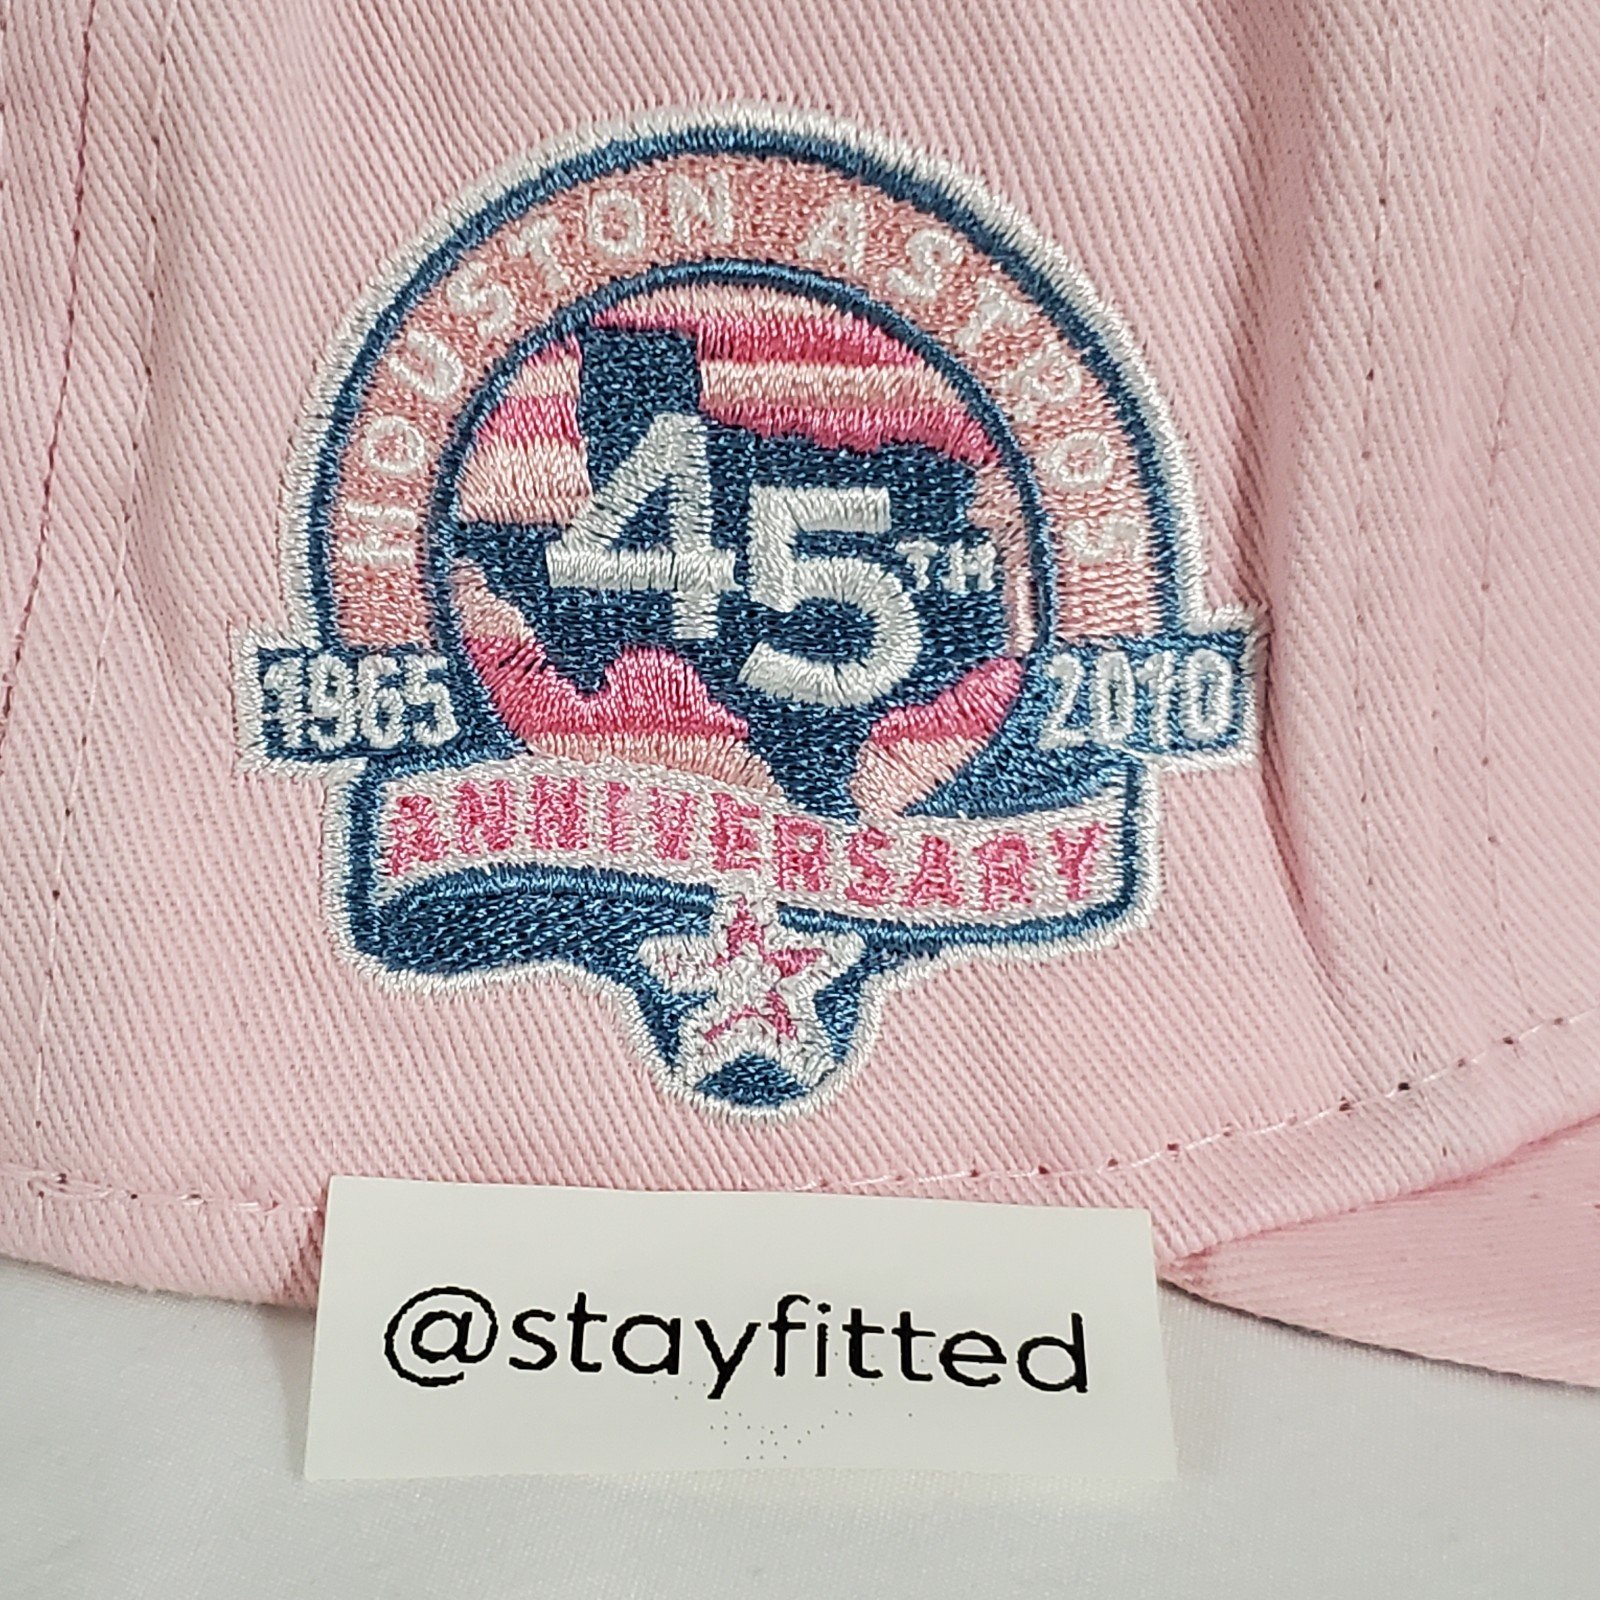 HOUSTON ASTROS
45TH
1965 2010
ANNIVERSARY
@stayfitted